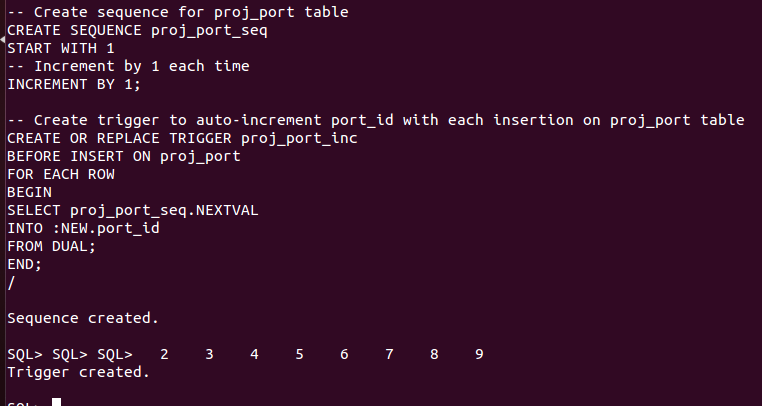 -- Create sequence for proj_port table
CREATE SEQUENCE proj_port_seq
START WITH 1
-- Increment by 1 each time
INCREMENT BY 1;

-- Create trigger to auto-increment port_id with each insertion on proj_port table
CREATE OR REPLACE TRIGGER proj_port_inc
BEFORE INSERT ON proj_port
FOR EACH ROW
BEGIN
SELECT proj_port_seq.NEXTVAL
INTO :NEW.port_id
FROM DUAL;
END;
/

Sequence created.

SQL> SQL> SQL>   2    3    4    5    6    7    8    9
Trigger created.

SQL>